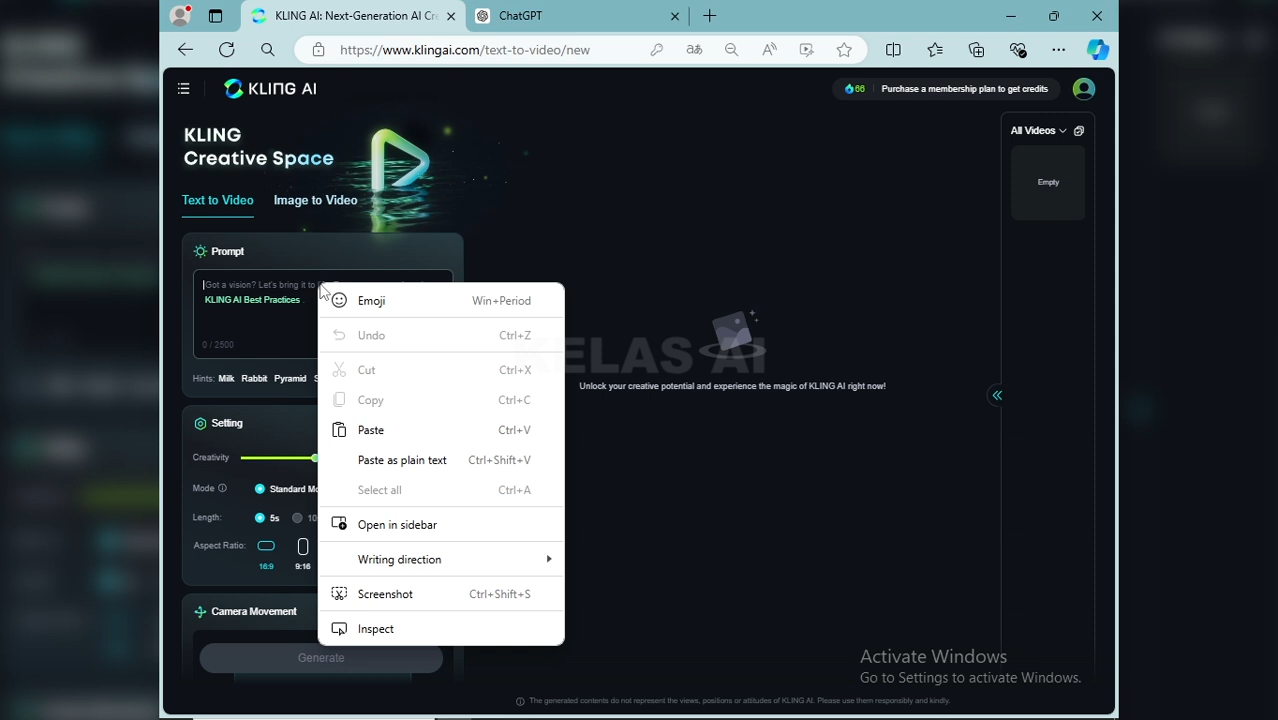 KLING AI: Next-Generation AI Cre
ChatGPT
https://www.klingai.com/text-to-video/new
KLING AI
66
Purchase a membership plan to get credits
KLING
Creative Space
All Videos
Empty
Text to Video
Image to Video
Prompt
Got a vision? Let's bring it to
KLING AI Best Practices
0 / 2500
Hints: Milk Rabbit Pyramid S
Setting
Creativity
Mode
Standard Mo
Length:
5s
10
Aspect Ratio:
16:9
9:16
Camera Movement
Generate
Emoji
Win+Period
Undo
Ctrl+Z
Cut
Ctrl+X
Copy
Ctrl+C
Paste
Ctrl+V
Paste as plain text
Ctrl+Shift+V
Select all
Ctrl+A
Open in sidebar
Writing direction
Screenshot
Ctrl+Shift+S
Inspect
KELAS AI
Unlock your creative potential and experience the magic of KLING AI right now!
Activate Windows
Go to Settings to activate Windows.
The generated contents do not represent the views, positions or attitudes of KLING AI. Please use them responsibly and kindly.